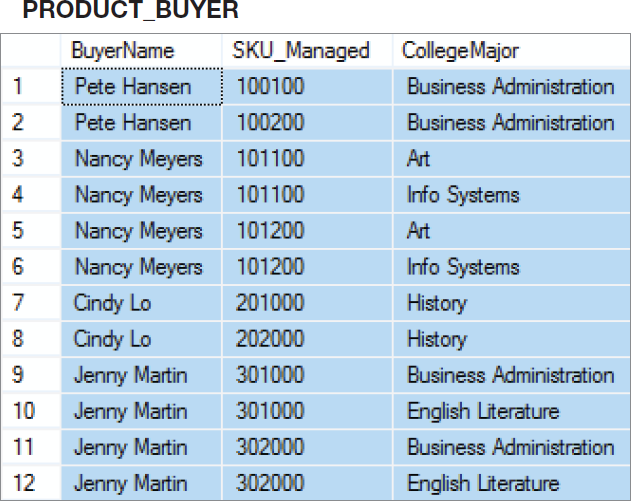 PRODUCT_BUYER
BuyerName SKU_Managed CollegeMajor
1 Pete Hansen 100100 Business Administration
2 Pete Hansen 100200 Business Administration
3 Nancy Meyers 101100 Art
4 Nancy Meyers 101100 Info Systems
5 Nancy Meyers 101200 Art
6 Nancy Meyers 101200 Info Systems
7 Cindy Lo 201000 History
8 Cindy Lo 202000 History
9 Jenny Martin 301000 Business Administration
10 Jenny Martin 301000 English Literature
11 Jenny Martin 302000 Business Administration
12 Jenny Martin 302000 English Literature